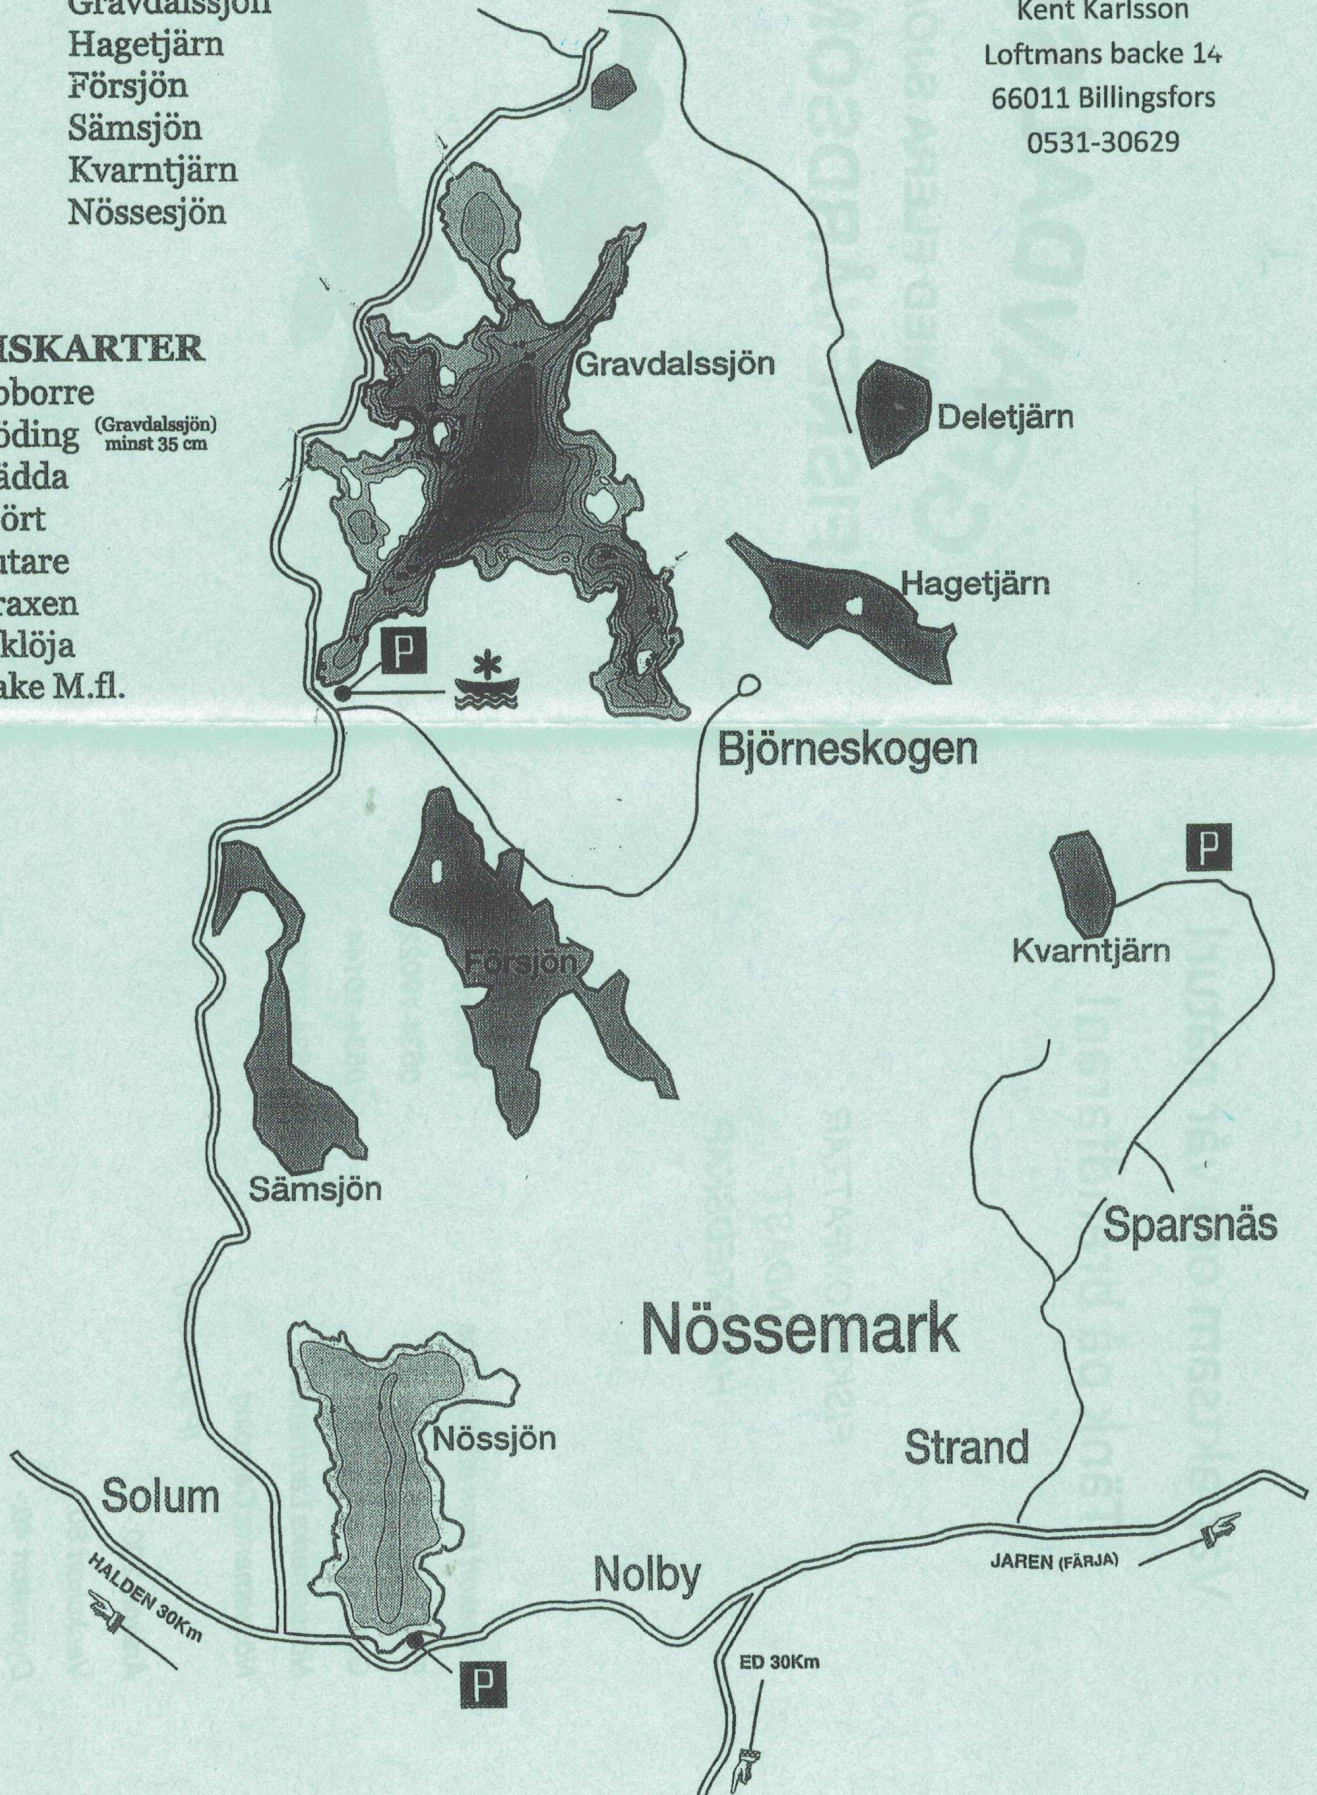 Gravdalssjön
Hagetjärn
Försjön
Sämsjön
Kvarntjärn
Nössesjön
Kent Karlsson
Loftmans backe 14
66011 Billingsfors
0531-30629
ISKARTER
bborre
öding (Gravdalssjön)
minst 35 cm
ädda
ört
utare
raxen
klöja
ake M.fl.
Gravdalssjön
Deletjärn
Hagetjärn
P
Björneskogen
P
Kvarntjärn
Försjön
Sämsjön
Sparsnäs
Nössemark
Nössjön
Strand
Solum
Nolby
JAREN (FÄRJA)
HALDEN 30Km
ED 30Km
P